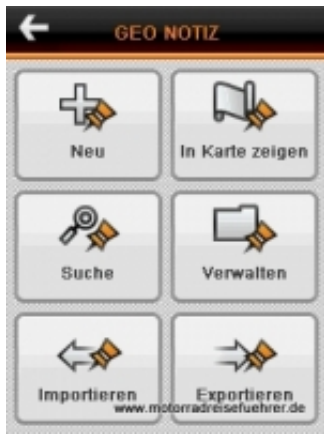 GEO NOTIZ
Neu
In Karte zeigen
Suche
Verwalten
Importieren
Exportieren
www.motorradreisefuehrer.de